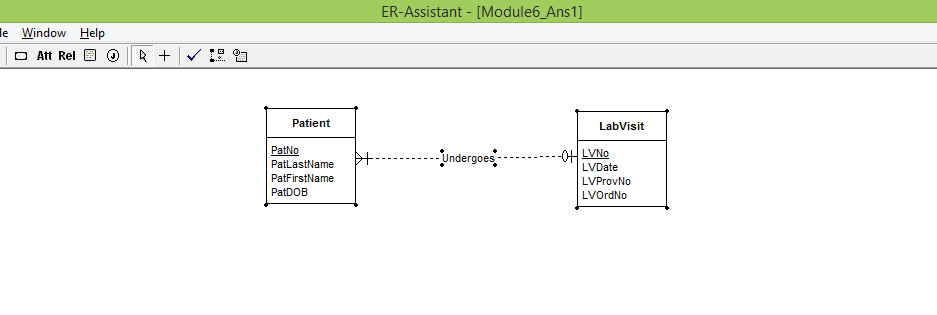 ER-Assistant - [Module6_Ans1]
le Window Help
Att Rel J
Patient
PatNo
PatLastName
PatFirstName
PatDOB
Undergoes
LabVisit
LVNo
LVDate
LVProvNo
LVOrdNo